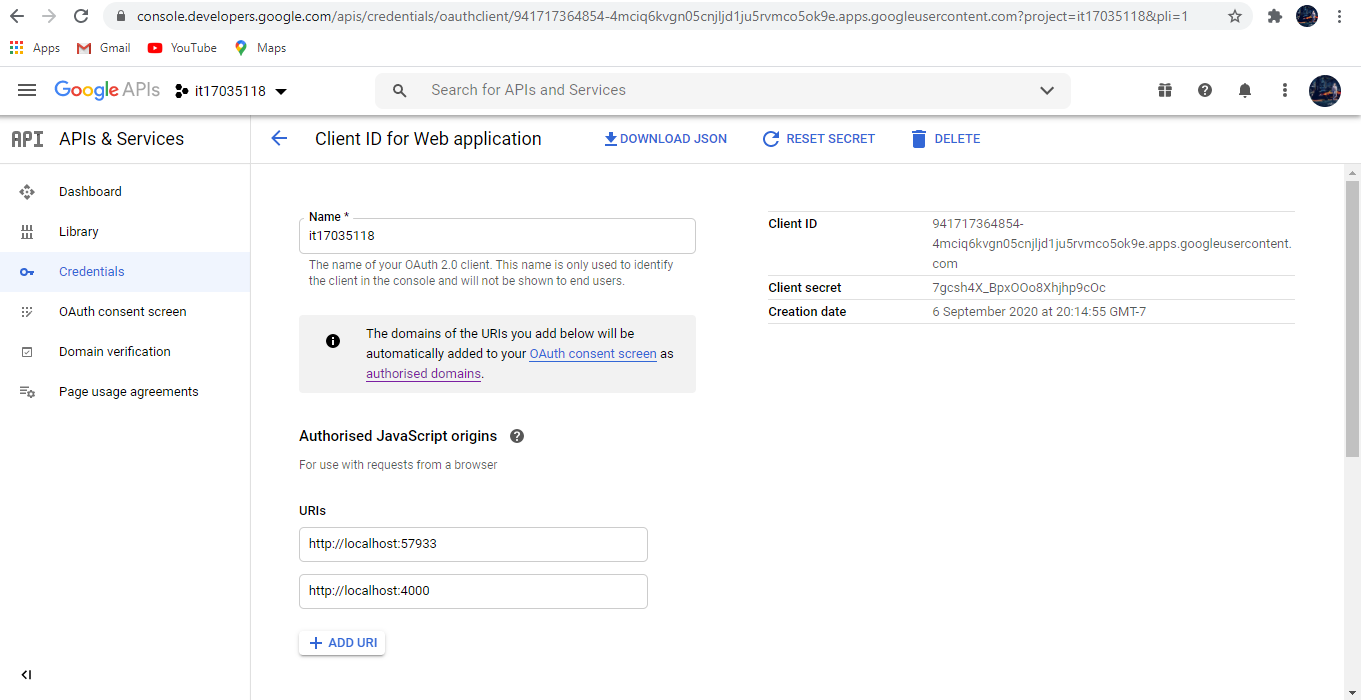 console.developers.google.com/apis/credentials/oauthclient/941717364854-4mciq6kvgn05cnjljd1ju5rvmco5ok9e.apps.googleusercontent.com?project=it17035118&pli=1
Apps Gmail YouTube Maps
Google APIs it17035118 Search for APIs and Services
API APIs & Services
Client ID for Web application DOWNLOAD JSON RESET SECRET DELETE
Dashboard
Library
Credentials
OAuth consent screen
Domain verification
Page usage agreements
Name *
it17035118
The name of your OAuth 2.0 client. This name is only used to identify
the client in the console and will not be shown to end users.
The domains of the URIs you add below will be
automatically added to your OAuth consent screen as
authorised domains.
Authorised JavaScript origins
For use with requests from a browser
URIs
http://localhost:57933
http://localhost:4000
ADD URI
Client ID 941717364854-
4mciq6kvgn05cnjljd1ju5rvmco5ok9e.apps.googleusercontent.
com
Client secret 7gcsh4X_BpxOOo8Xhjhp9cOc
Creation date 6 September 2020 at 20:14:55 GMT-7